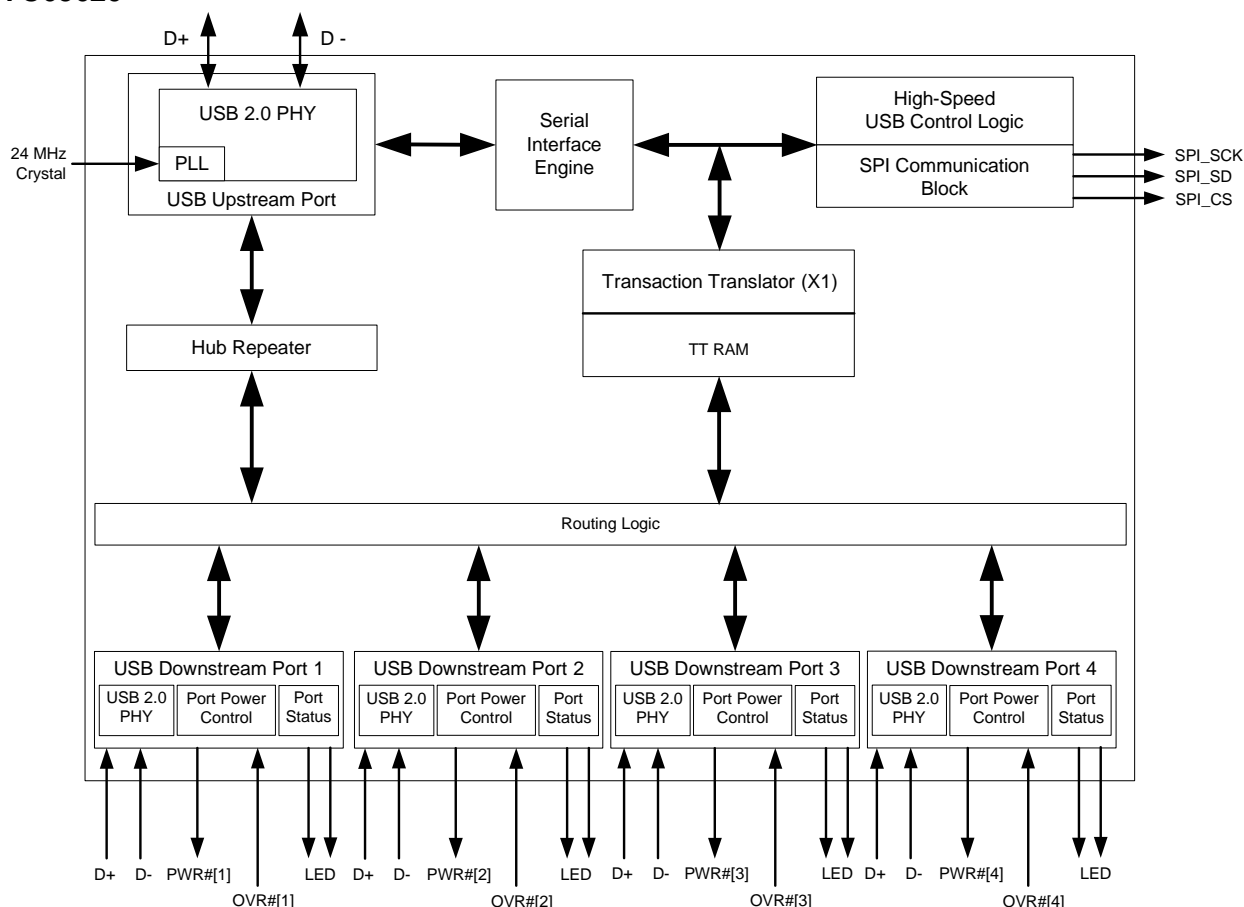 D+
D -
USB 2.0 PHY
PLL
USB Upstream Port
24 MHz
Crystal
Serial
Interface
Engine
High-Speed
USB Control Logic
SPI Communication
Block
SPI_SCK
SPI_SD
SPI_CS
Transaction Translator (X1)
TT RAM
Hub Repeater
Routing Logic
USB Downstream Port 1
USB 2.0
PHY
Port Power
Control
Port
Status
USB Downstream Port 2
USB 2.0
PHY
Port Power
Control
Port
Status
USB Downstream Port 3
USB 2.0
PHY
Port Power
Control
Port
Status
USB Downstream Port 4
USB 2.0
PHY
Port Power
Control
Port
Status
D+
D-
PWR#[1]
OVR#[1]
LED
D+
D-
PWR#[2]
OVR#[2]
LED
D+
D-
PWR#[3]
OVR#[3]
LED
D+
D-
PWR#[4]
OVR#[4]
LED